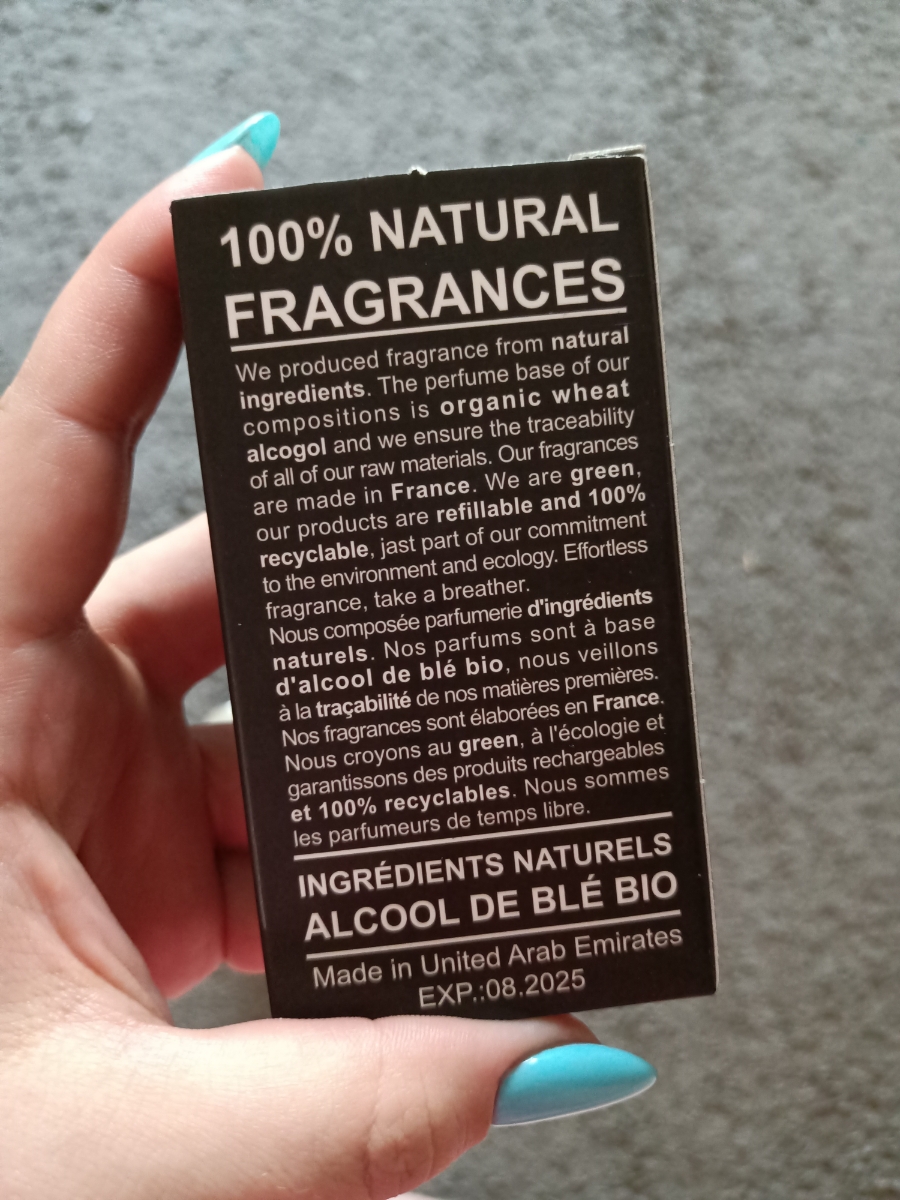 100% NATURAL
FRAGRANCES
We produced fragrance from natural
ingredients. The perfume base of our
compositions is organic wheat
alcogol and we ensure the traceability
of all of our raw materials. Our fragrances
are made in France. We are green,
our products are refillable and 100%
recyclable, jast part of our commitment
to the environment and ecology. Effortless
fragrance, take a breather.
Nous composée parfumerie d'ingrédients
naturels. Nos parfums sont à base
d'alcool de blé bio, nous veillons
à la traçabilité de nos matières premières.
Nos fragrances sont élaborées en France.
Nous croyons au green, à l'écologie et
garantissons des produits rechargeables
et 100% recyclables. Nous sommes
les parfumeurs de temps libre.
INGRÉDIENTS NATURELS
ALCOOL DE BLÉ BIO
Made in United Arab Emirates
EXP.:08.2025